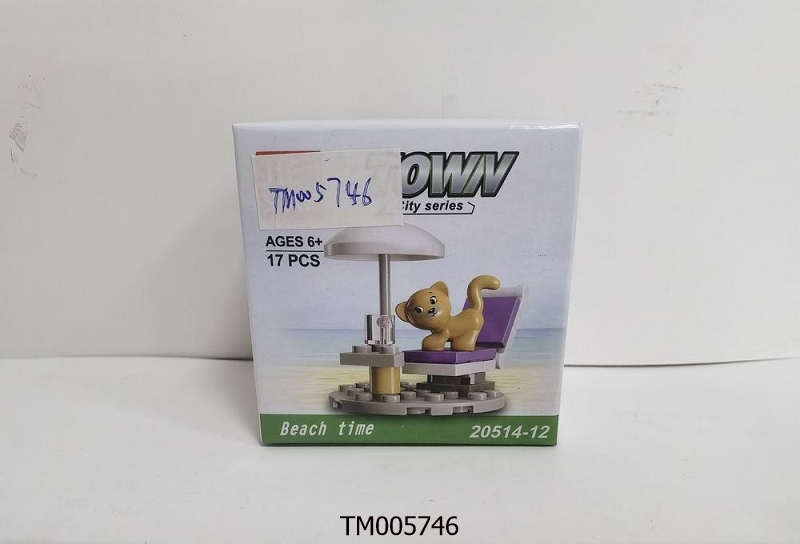 TM005746
TOWN
City series
AGES 6+
17 PCS
Beach time
20514-12
TM005746